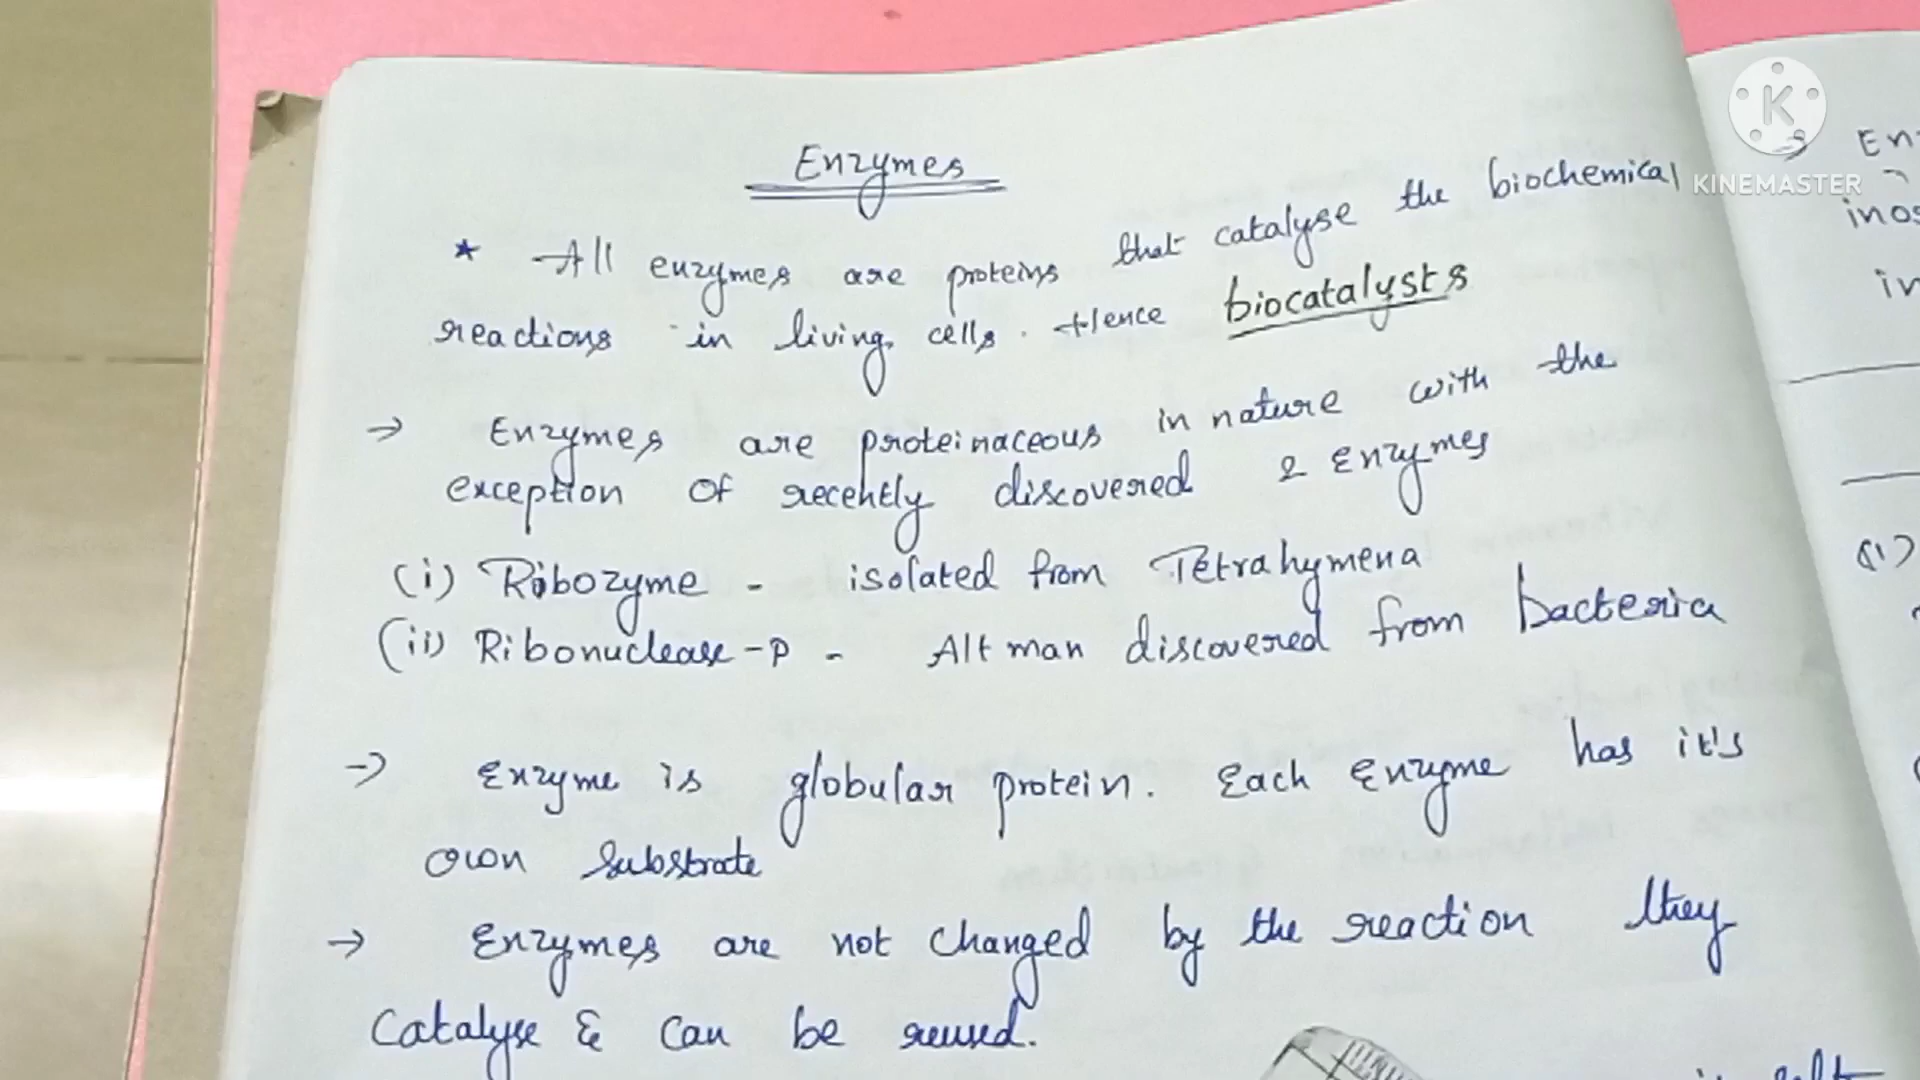 Enzymes
* All enzymes are proteins that catalyse the biochemical
reactions in living cells. Hence biocatalysts
→ Enzymes are proteinaceous in nature with the
exception of recently discovered 2 Enzymes
(i) Ribozyme - isolated from Tetrahymena
(ii) Ribonuclease-P - Altman discovered from bacteria
→ Enzyme is globular protein. Each Enzyme has it's
own substrate
→ Enzymes are not changed by the reaction they
catalyse & can be reused.
K
KINEMASTER
(1)